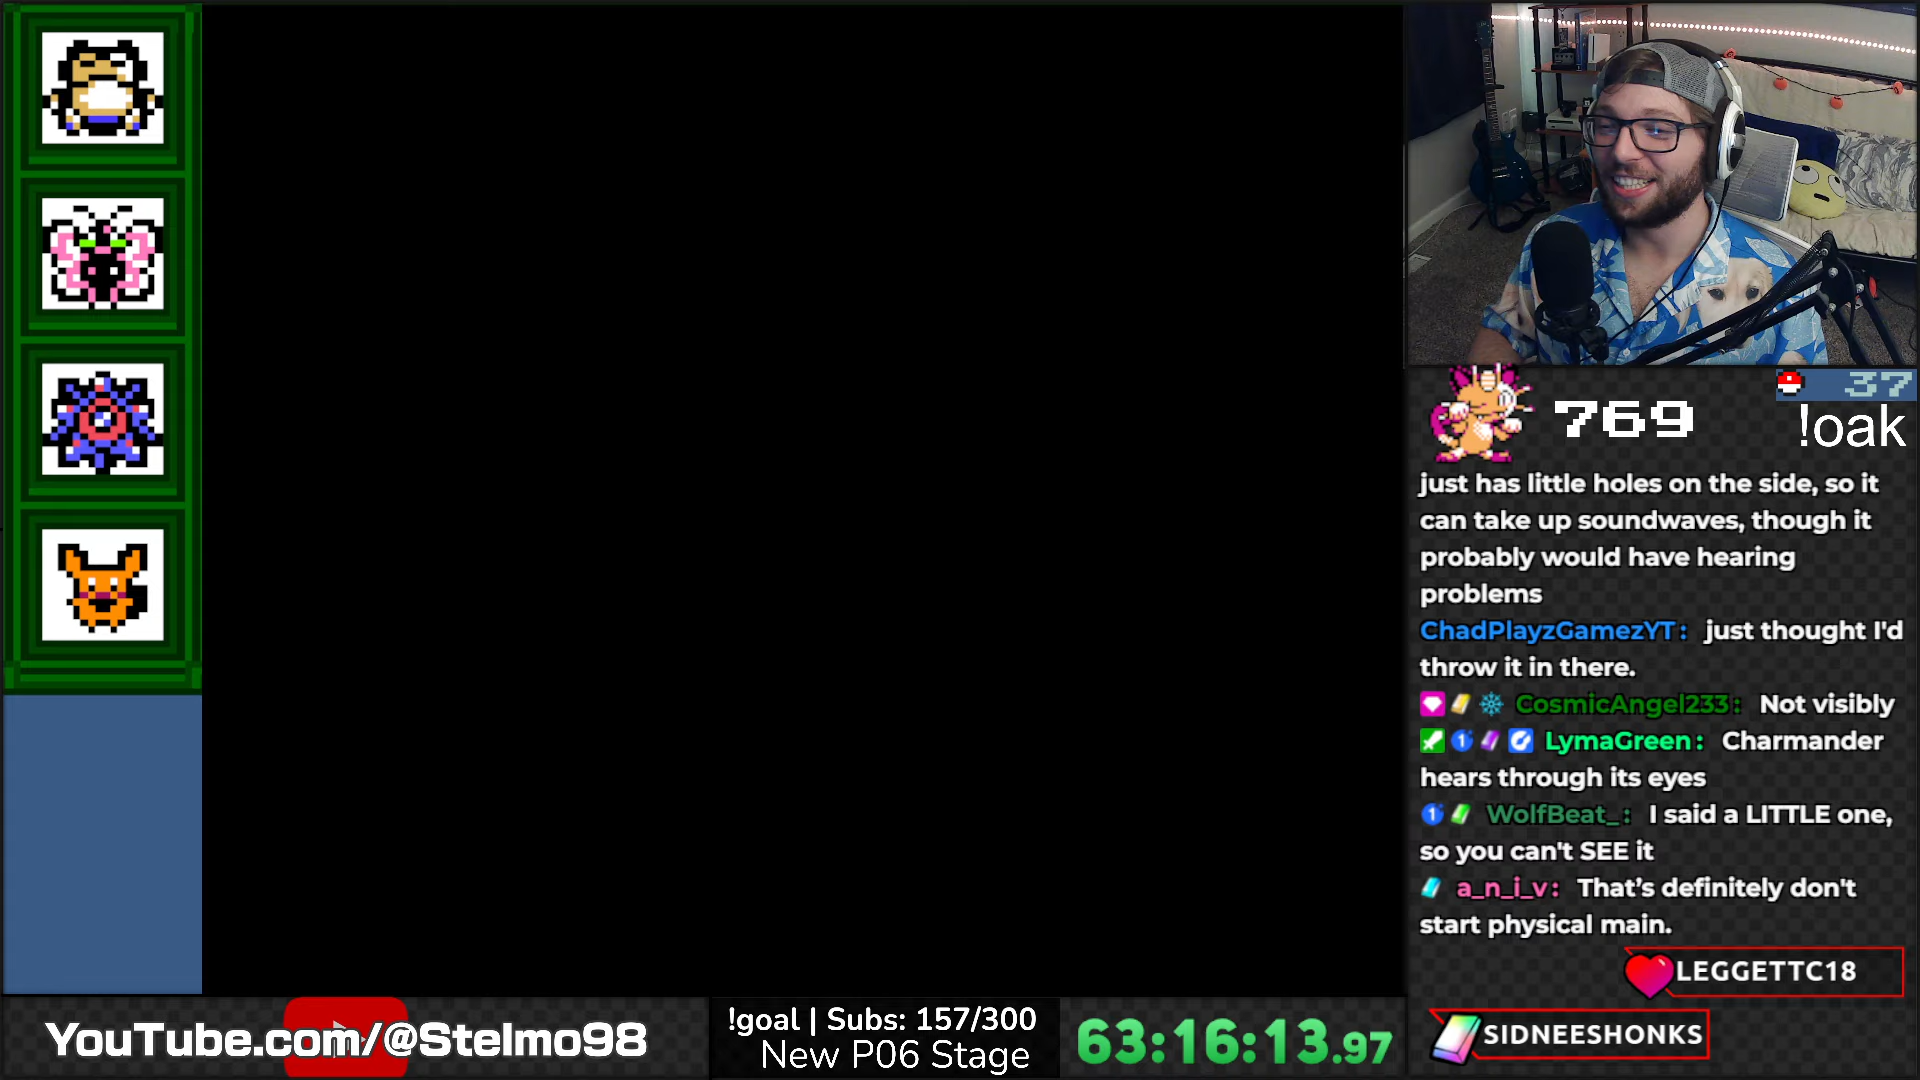 37
769
!oak
just has little holes on the side, so it
can take up soundwaves, though it
probably would have hearing
problems
ChadPlayzGamezYT: just thought I'd
throw it in there.
CosmicAngel233: Not visibly
LymaGreen: Charmander
hears through its eyes
WolfBeat_: I said a LITTLE one,
so you can't SEE it
a_n_i_v: That's definitely don't
start physical main.
LEGGETTC18
SIDNEESHONKS
YouTube.com/@Stelmo98
!goal | Subs: 157/300
New P06 Stage
63:16:13.97